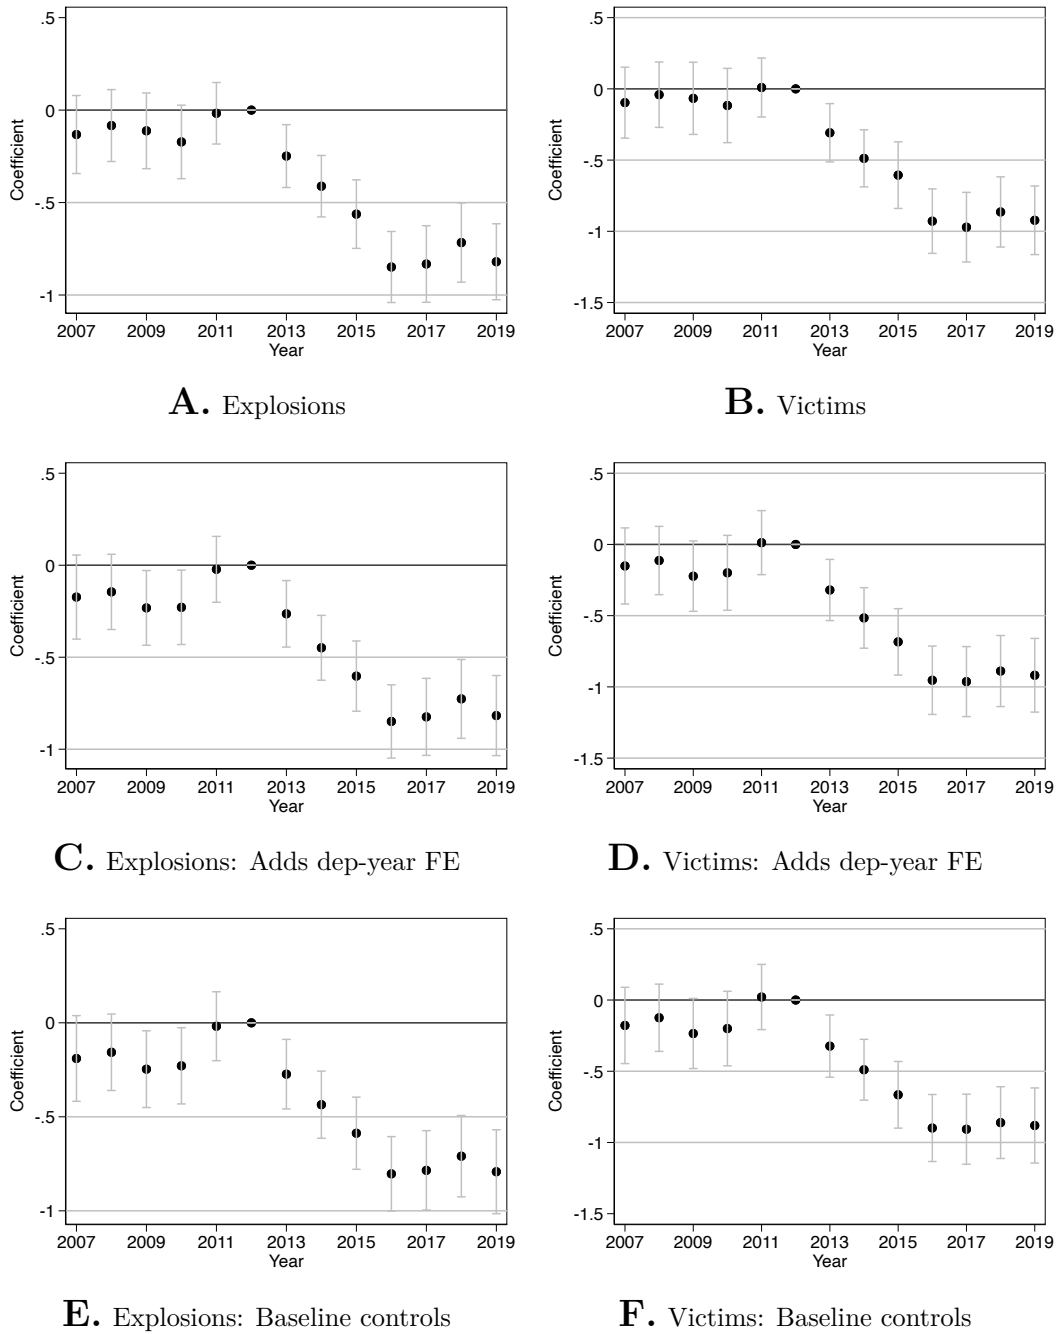 .5
0
-.5
-1
Coefficient
2007 2009 2011 2013 2015 2017 2019
Year
A. Explosions
.5
0
-.5
-1
-1.5
Coefficient
2007 2009 2011 2013 2015 2017 2019
Year
B. Victims
.5
0
-.5
-1
Coefficient
2007 2009 2011 2013 2015 2017 2019
Year
C. Explosions: Adds dep-year FE
.5
0
-.5
-1
-1.5
Coefficient
2007 2009 2011 2013 2015 2017 2019
Year
D. Victims: Adds dep-year FE
.5
0
-.5
-1
Coefficient
2007 2009 2011 2013 2015 2017 2019
Year
E. Explosions: Baseline controls
.5
0
-.5
-1
-1.5
Coefficient
2007 2009 2011 2013 2015 2017 2019
Year
F. Victims: Baseline controls